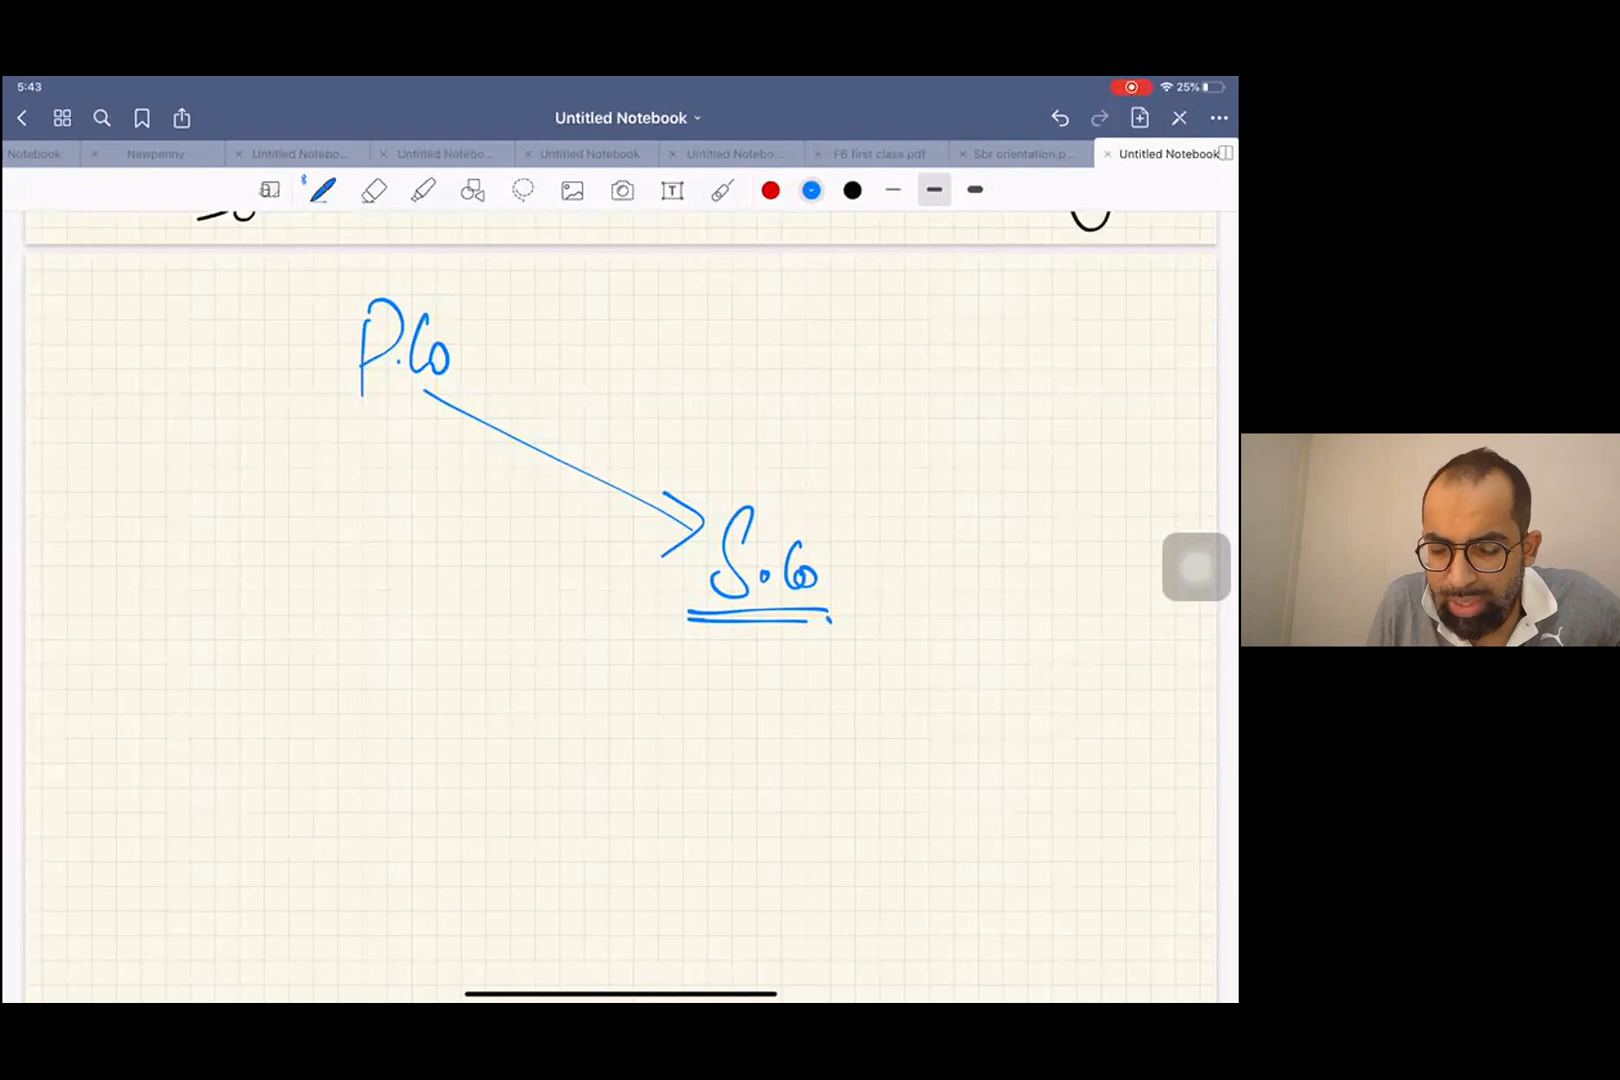 5:43
25%
Untitled Notebook
Notebook
Newpenny
Untitled Notebo...
Untitled Notebo...
Untitled Notebook
Untitled Notebo...
F6 first class.pdf
Sbr orientation.p...
Untitled Notebook
T
P.Co
S.Co